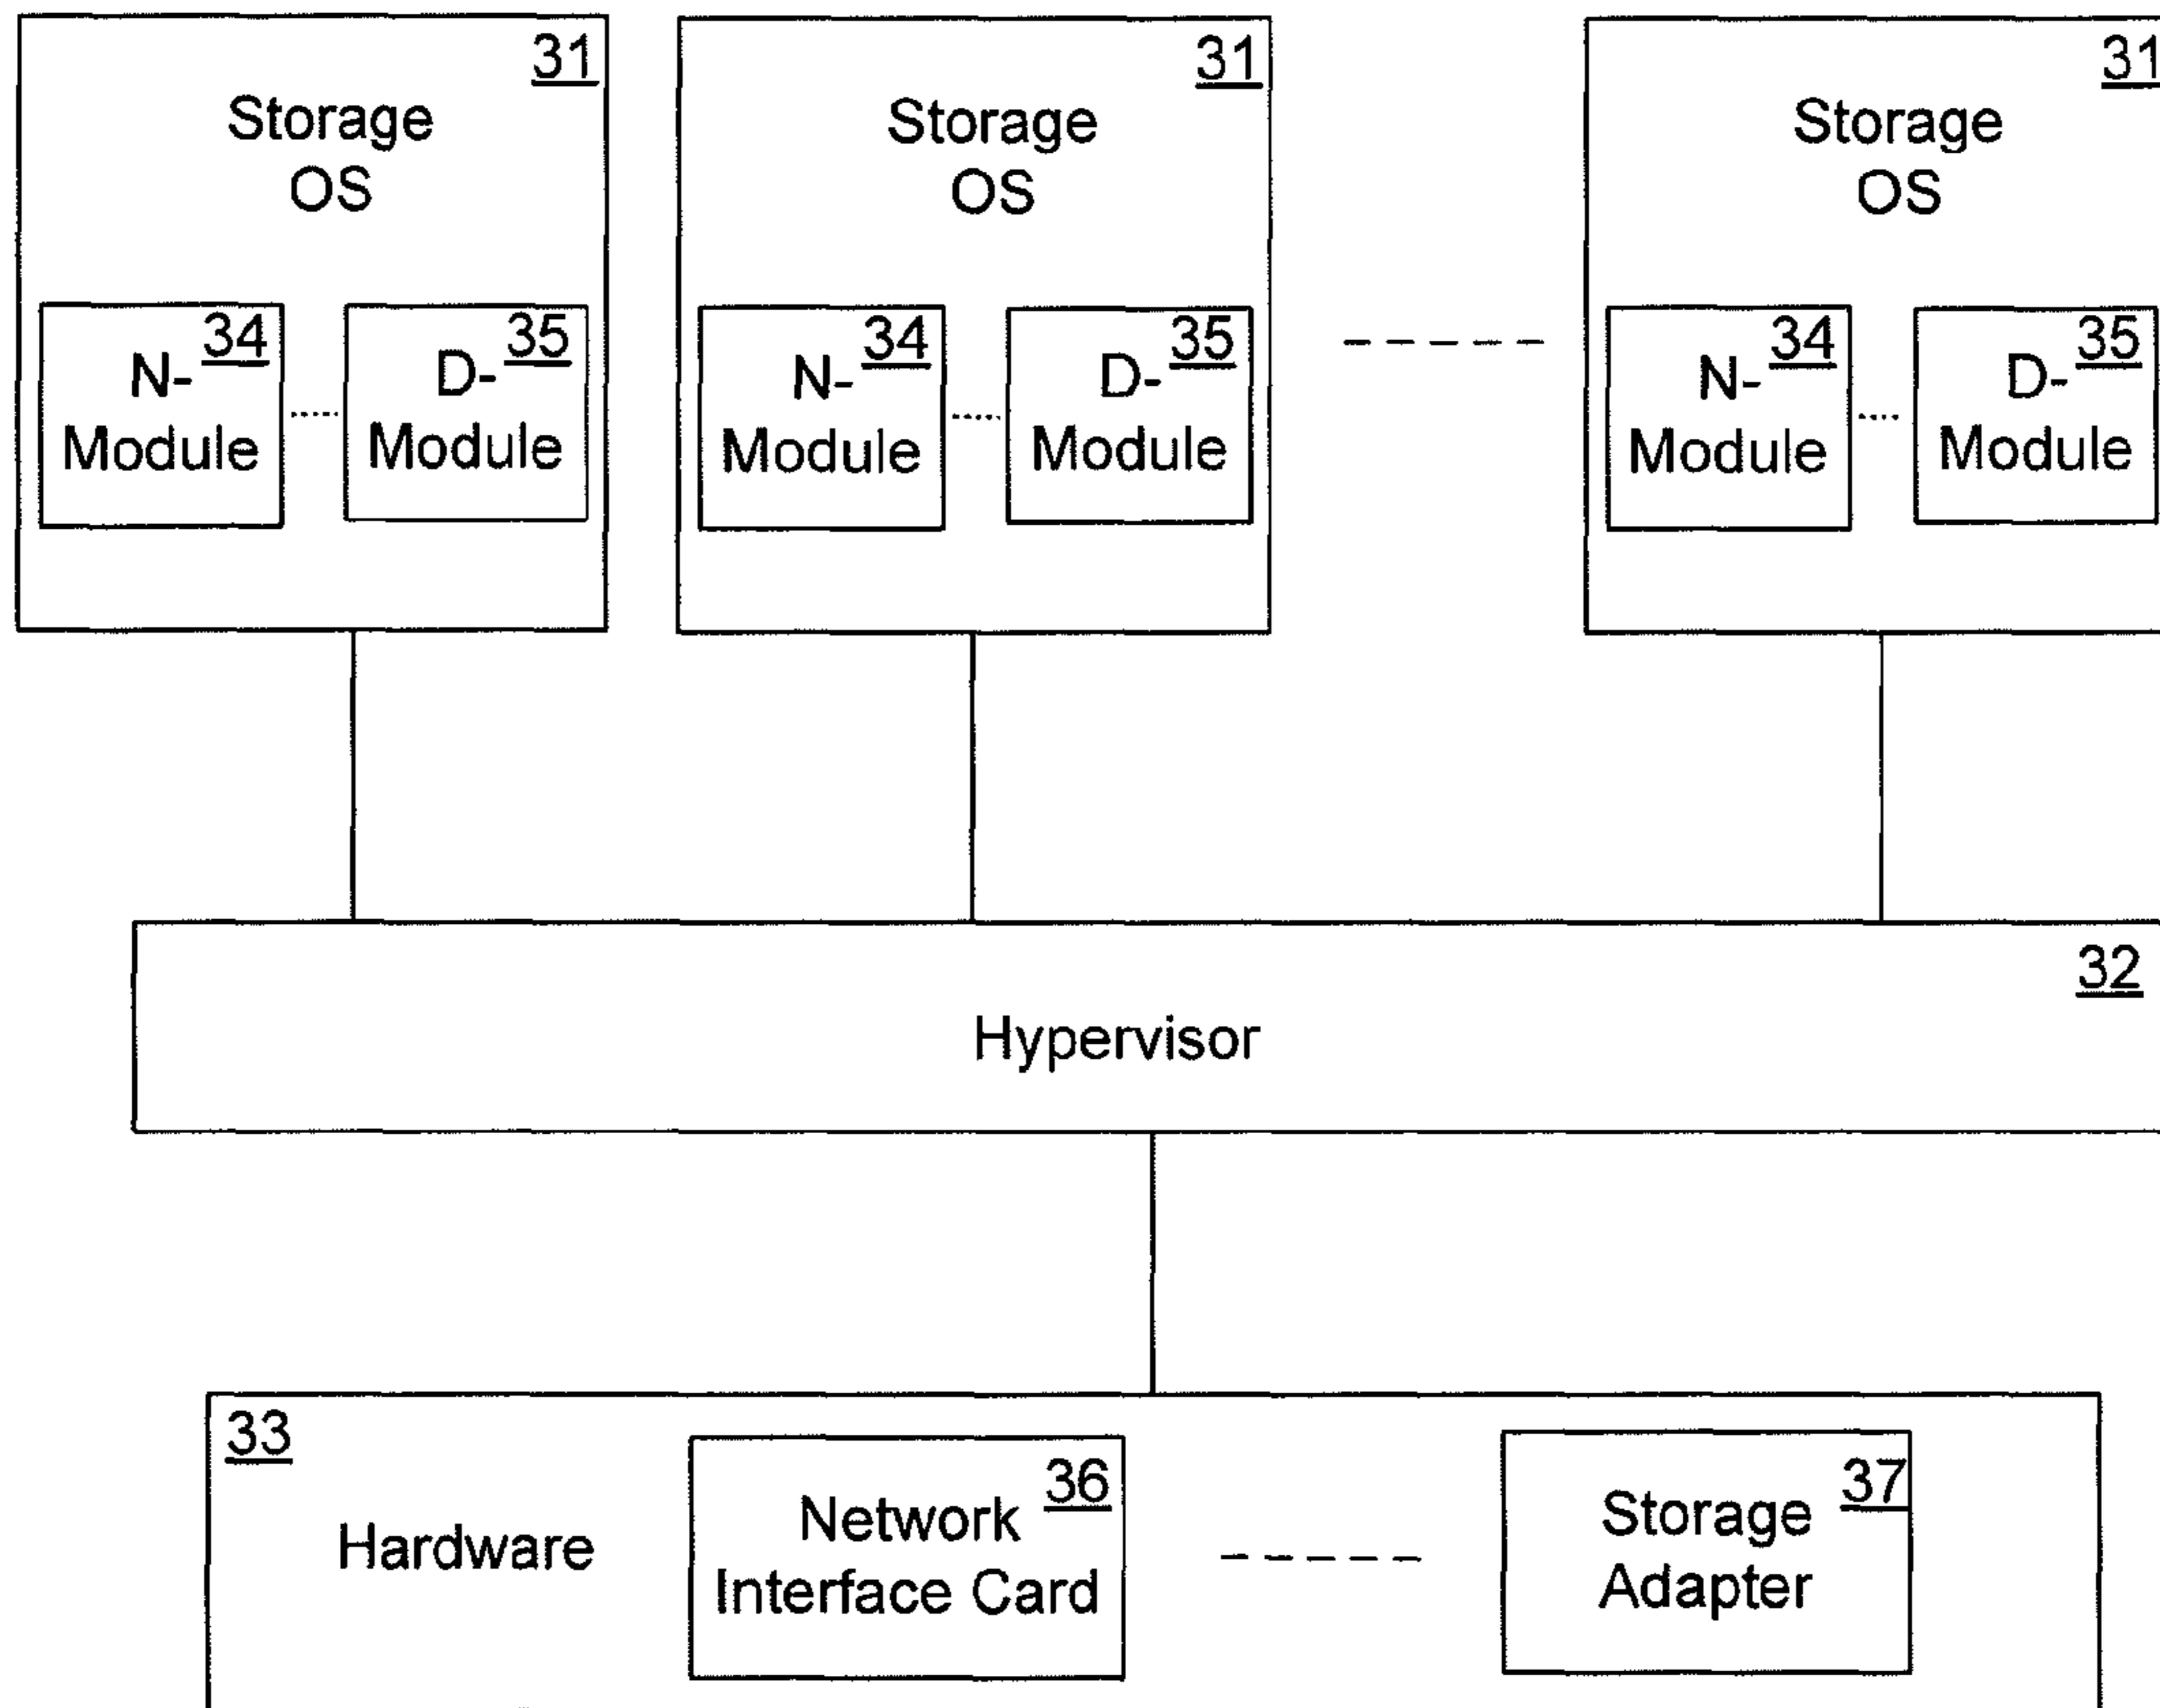 31
Storage
OS
34
N-
Module
35
D-
Module
31
Storage
OS
34
N-
Module
35
D-
Module
31
Storage
OS
34
N-
Module
35
D-
Module
32
Hypervisor
33
Hardware
36
Network
Interface Card
37
Storage
Adapter